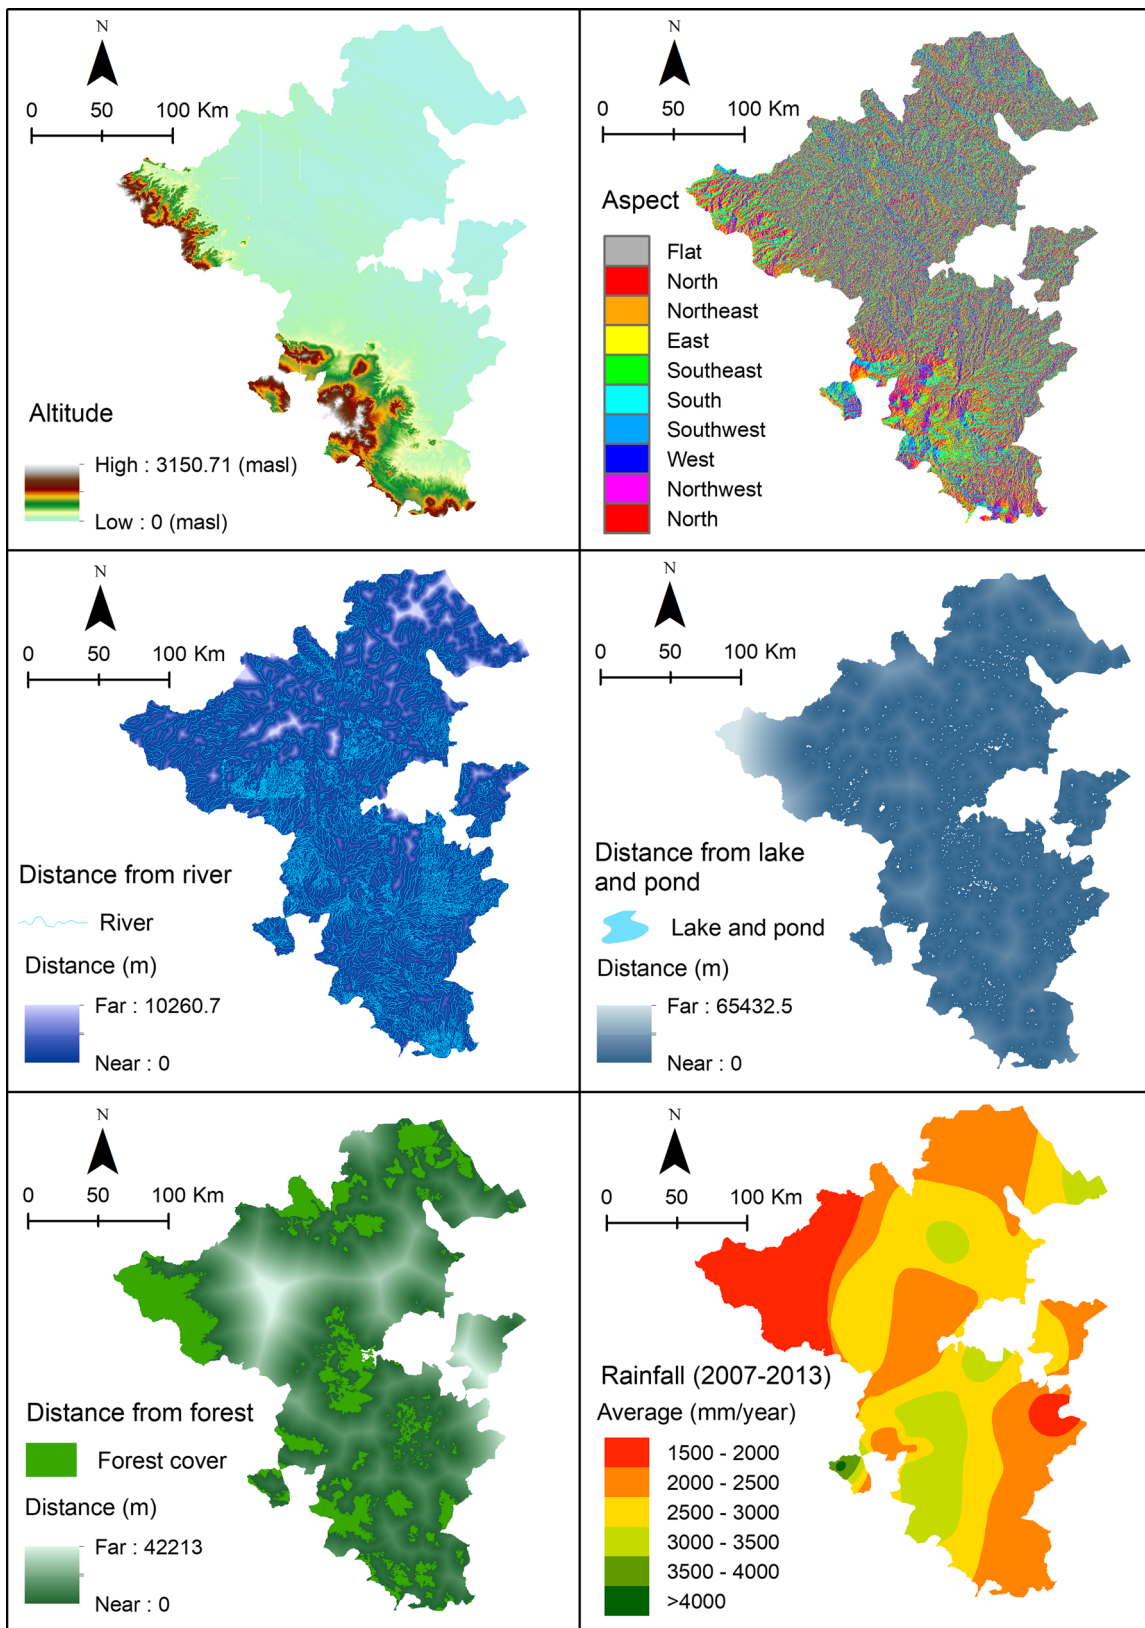 N
0 50 100 Km
Altitude
High : 3150.71 (masl)
Low : 0 (masl)
N
0 50 100 Km
Aspect
Flat
North
Northeast
East
Southeast
South
Southwest
West
Northwest
North
N
0 50 100 Km
Distance from river
River
Distance (m)
Far : 10260.7
Near : 0
N
0 50 100 Km
Distance from lake
and pond
Lake and pond
Distance (m)
Far : 65432.5
Near : 0
N
0 50 100 Km
Distance from forest
Forest cover
Distance (m)
Far : 42213
Near : 0
N
0 50 100 Km
Rainfall (2007-2013)
Average (mm/year)
1500 - 2000
2000 - 2500
2500 - 3000
3000 - 3500
3500 - 4000
>4000